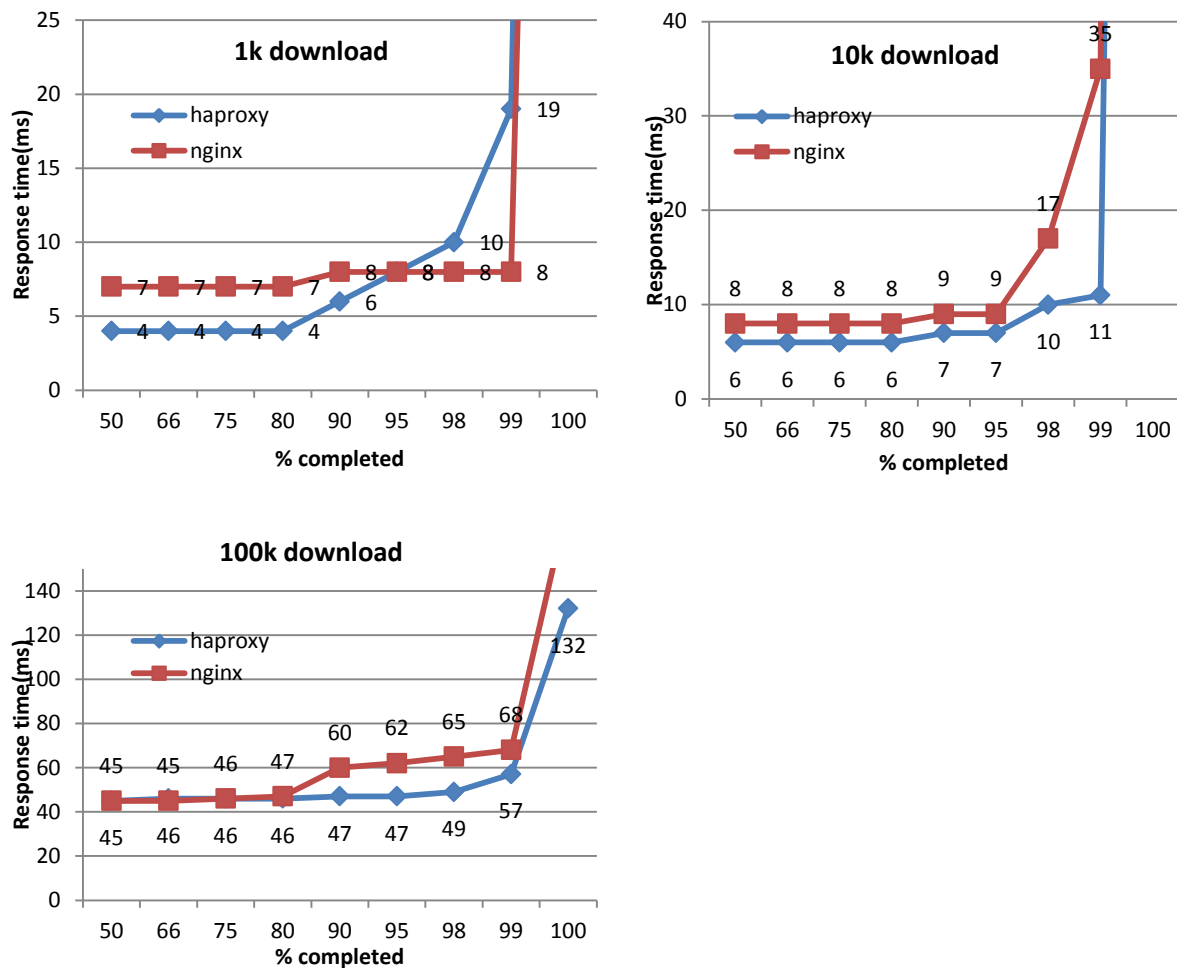 1k download
Response time(ms)
25
20
15
10
5
0
haproxy
nginx
19
10
7 7 7 7 8 8 8 8
4 4 4 4 6 8
50 66 75 80 90 95 98 99 100
% completed
10k download
Response time(ms)
40
30
20
10
0
haproxy
nginx
35
17
8 8 8 8 9 9
6 6 6 6 7 7 10 11
50 66 75 80 90 95 98 99 100
% completed
100k download
Response time(ms)
140
120
100
80
60
40
20
0
haproxy
nginx
132
45 45 46 47 60 62 65 68
45 46 46 46 47 47 49 57
50 66 75 80 90 95 98 99 100
% completed